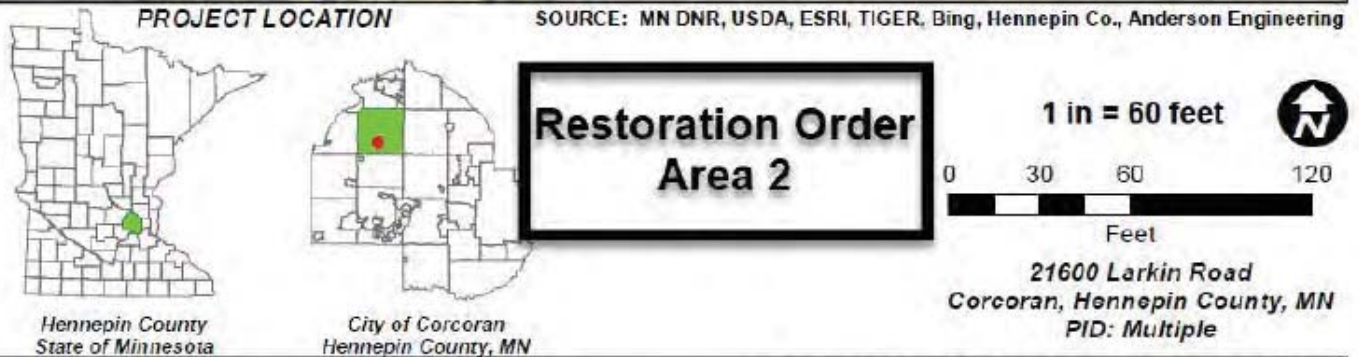 PROJECT LOCATION
SOURCE: MN DNR, USDA, ESRI, TIGER, Bing, Hennepin Co., Anderson Engineering
Hennepin County
State of Minnesota
City of Corcoran
Hennepin County, MN
Restoration Order
Area 2
1 in = 60 feet
N
0 30 60 120
Feet
21600 Larkin Road
Corcoran, Hennepin County, MN
PID: Multiple